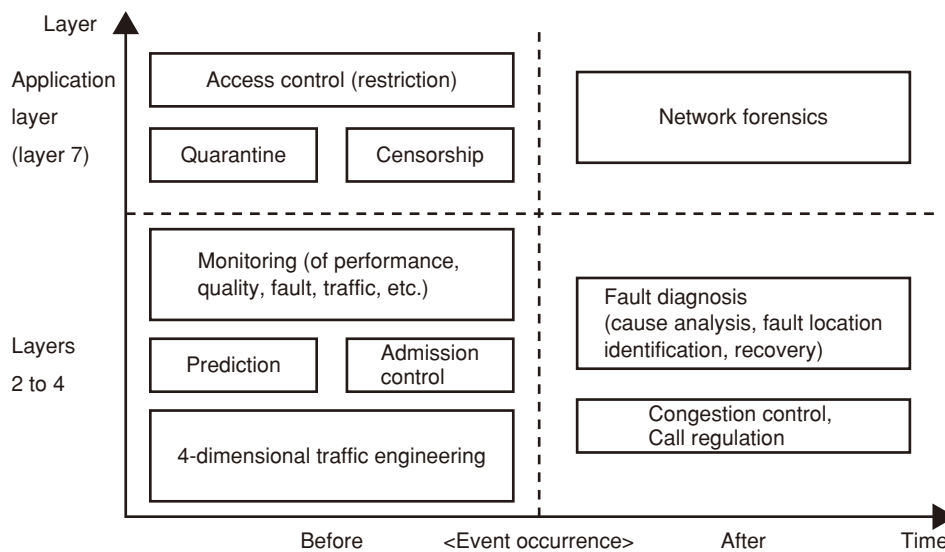 Layer
Application
layer
(layer 7)
Access control (restriction)
Quarantine
Censorship
Network forensics
Layers
2 to 4
Monitoring (of performance,
quality, fault, traffic, etc.)
Prediction
Admission
control
4-dimensional traffic engineering
Fault diagnosis
(cause analysis, fault location
identification, recovery)
Congestion control,
Call regulation
Before
<Event occurrence>
After
Time